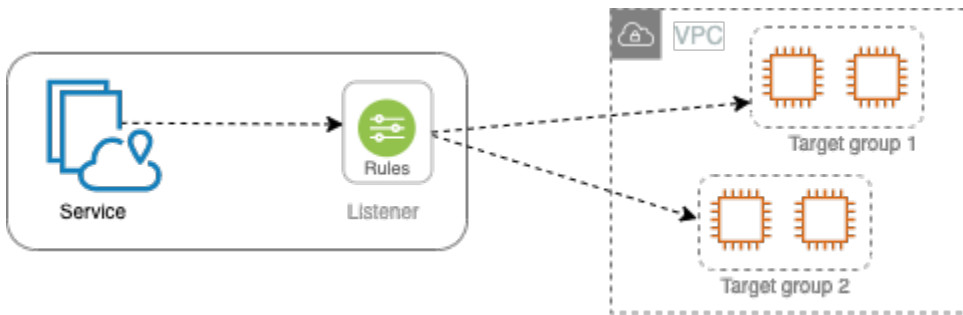 VPC
Rules
Service
Listener
Target group 1
Target group 2